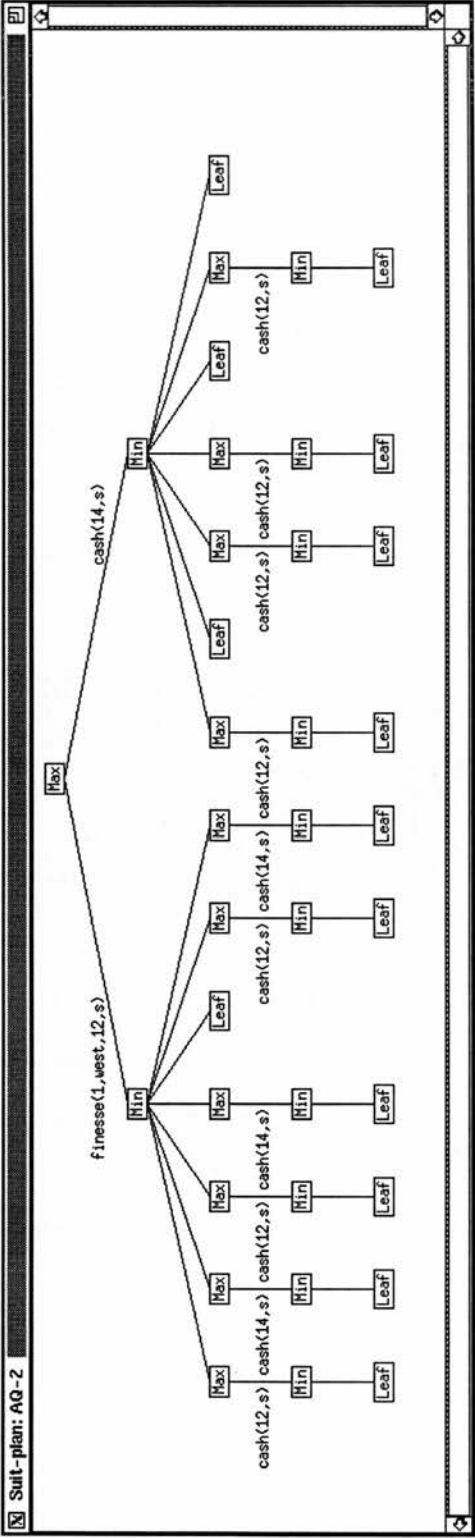 Suit-plan: AQ-2
Max
finesse(1,west,12,s) cash(14,s)
Min Min
Max Max Max Max Leaf Max Max Max Leaf Max Max Leaf Max Leaf
cash(12,s) cash(14,s) cash(12,s) cash(14,s) cash(12,s) cash(14,s) cash(12,s) cash(12,s) cash(12,s) cash(12,s)
Min Min Min Min Min Min Min Min Min Min
Leaf Leaf Leaf Leaf Leaf Leaf Leaf Leaf Leaf Leaf